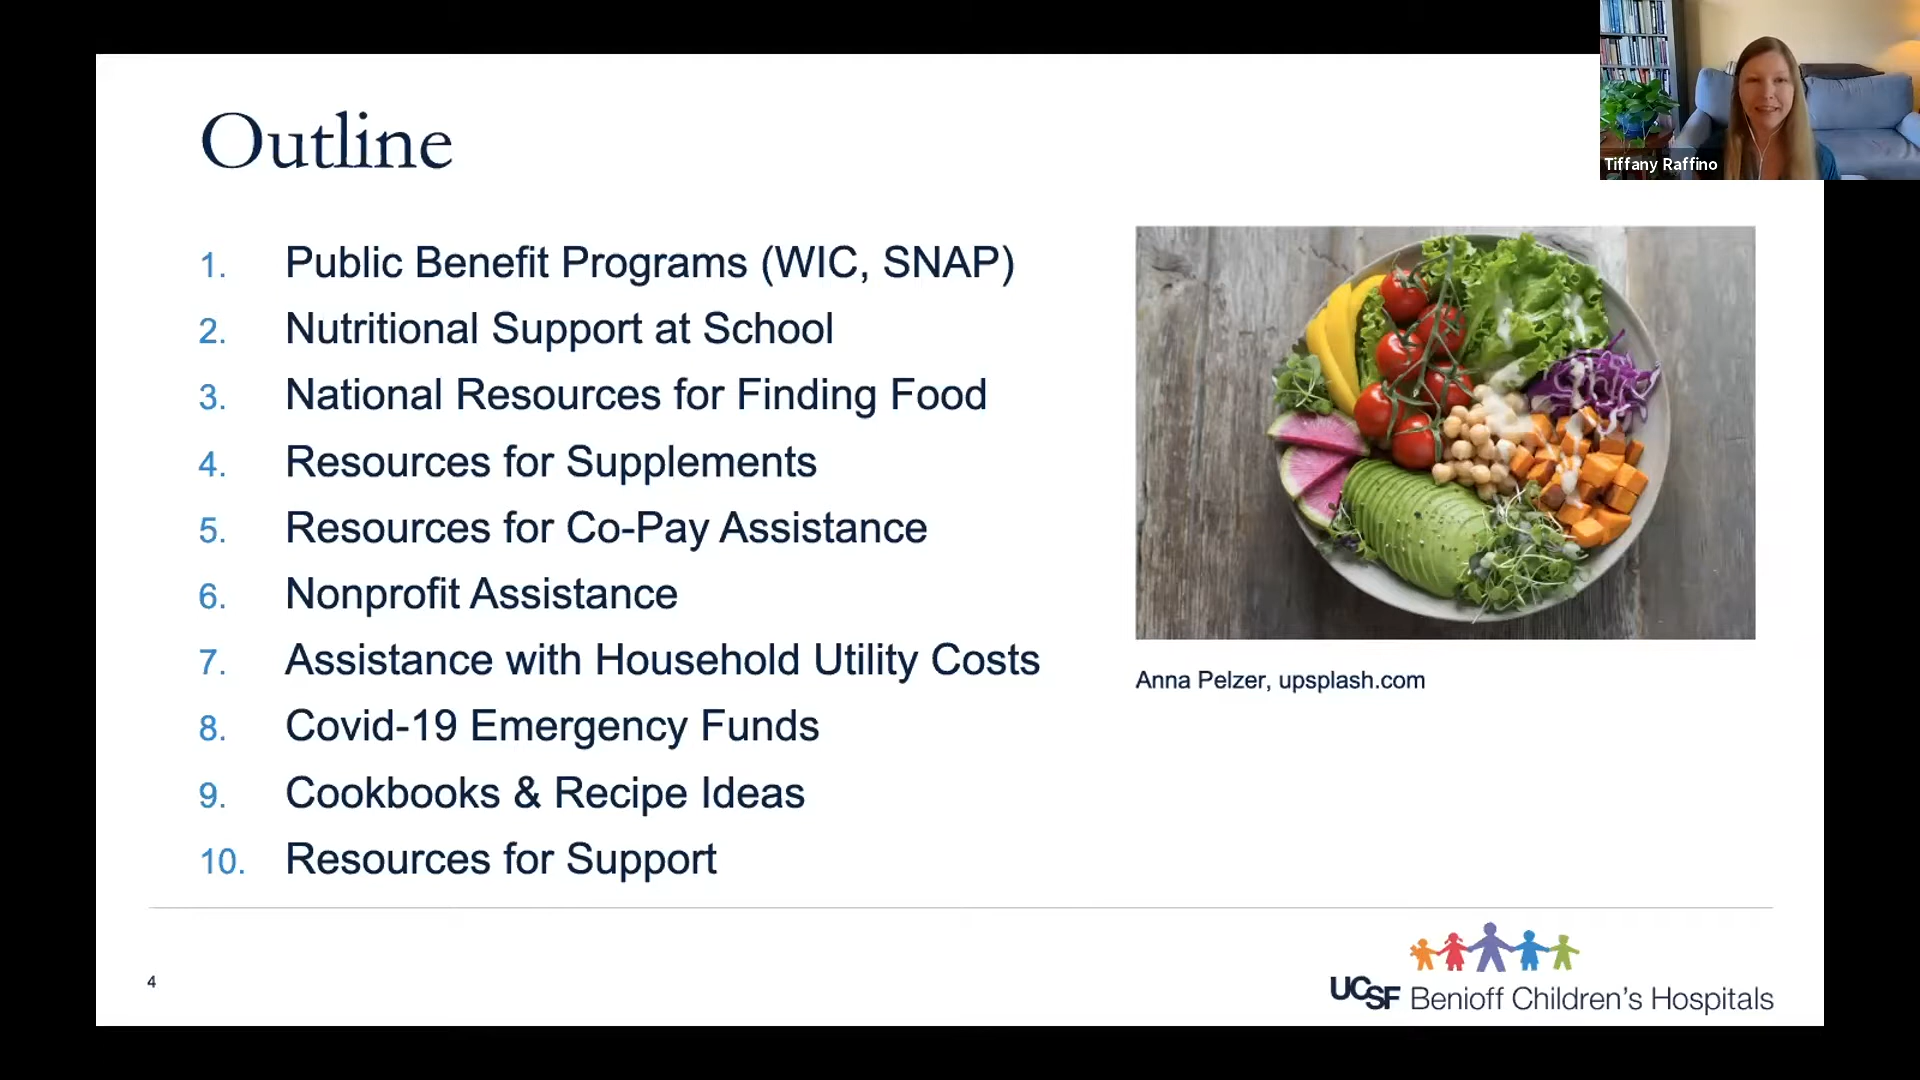 Outline
1. Public Benefit Programs (WIC, SNAP)
2. Nutritional Support at School
3. National Resources for Finding Food
4. Resources for Supplements
5. Resources for Co-Pay Assistance
6. Nonprofit Assistance
7. Assistance with Household Utility Costs
8. Covid-19 Emergency Funds
9. Cookbooks & Recipe Ideas
10. Resources for Support
Tiffany Raffino
Anna Pelzer, upsplash.com
4
UCSF Benioff Children's Hospitals